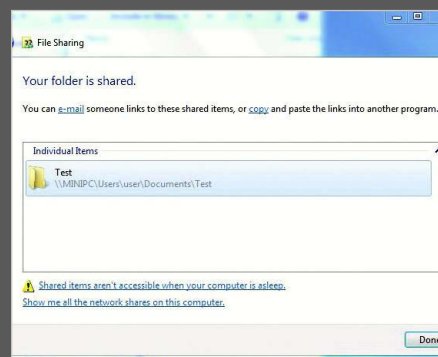 File Sharing
Your folder is shared.
You can e-mail someone links to these shared items, or copy and paste the links into another program.
Individual Items
Test
\\MINIPC\Users\user\Documents\Test
Shared items aren't accessible when your computer is asleep.
Show me all the network shares on this computer.
Done